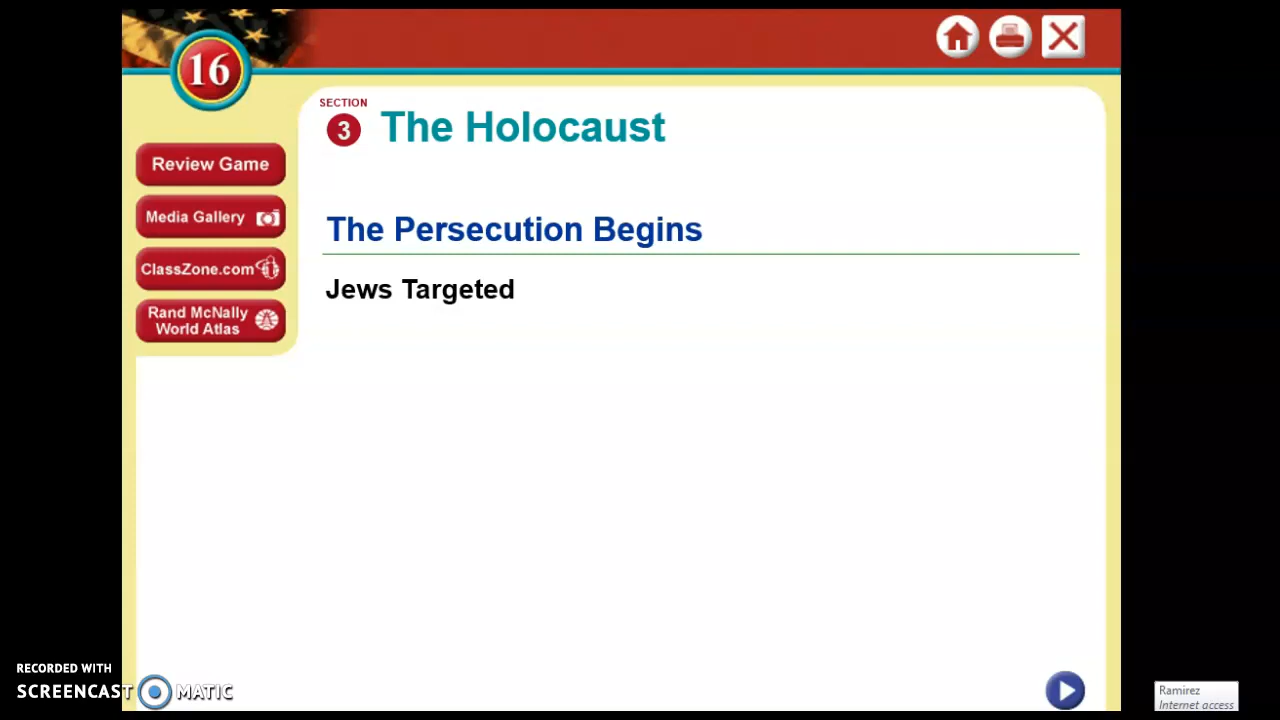 16
SECTION
3
The Holocaust
Review Game
Media Gallery
ClassZone.com
Rand McNally
World Atlas
The Persecution Begins
Jews Targeted
RECORDED WITH
SCREENCAST MATIC
Ramirez
Internet access